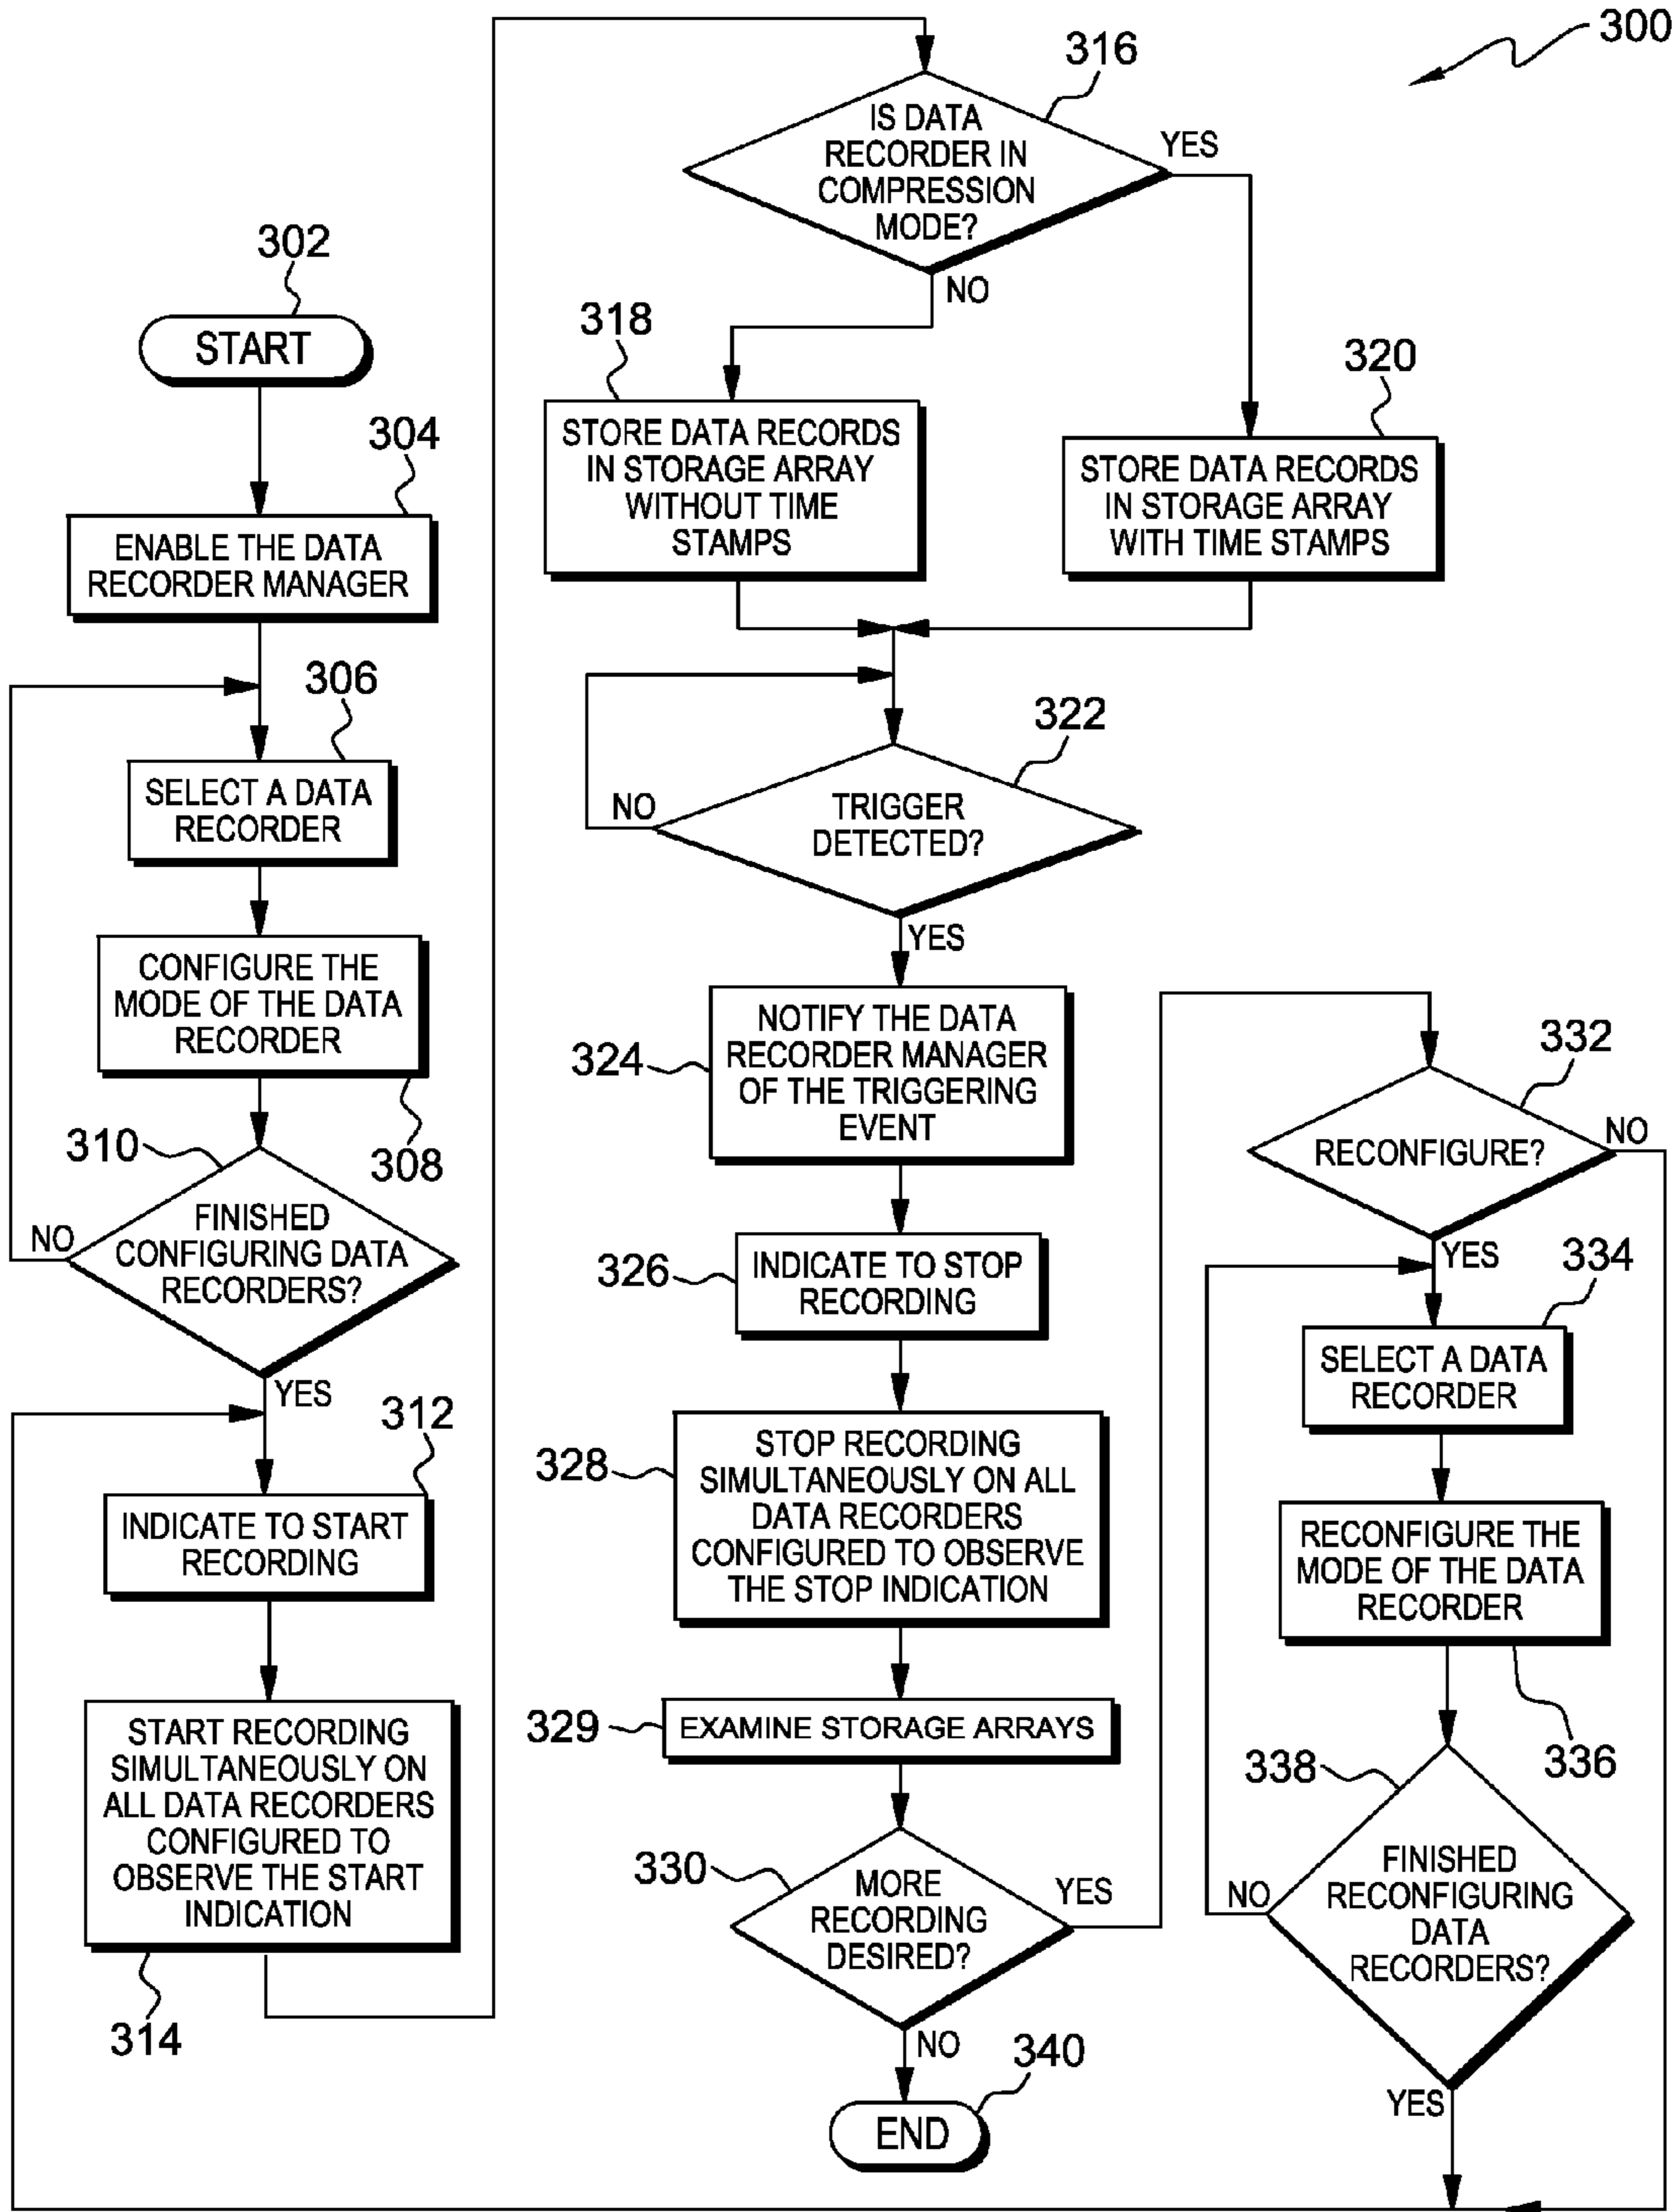 300
302
START
304
ENABLE THE DATA
RECORDER MANAGER
306
SELECT A DATA
RECORDER
CONFIGURE THE
MODE OF THE DATA
RECORDER
308
310
FINISHED
CONFIGURING DATA
RECORDERS?
NO
YES
312
INDICATE TO START
RECORDING
START RECORDING
SIMULTANEOUSLY ON
ALL DATA RECORDERS
CONFIGURED TO
OBSERVE THE START
INDICATION
314
316
IS DATA
RECORDER IN
COMPRESSION
MODE?
YES
NO
318
STORE DATA RECORDS
IN STORAGE ARRAY
WITHOUT TIME
STAMPS
320
STORE DATA RECORDS
IN STORAGE ARRAY
WITH TIME STAMPS
322
TRIGGER
DETECTED?
NO
YES
324
NOTIFY THE DATA
RECORDER MANAGER
OF THE TRIGGERING
EVENT
326
INDICATE TO STOP
RECORDING
328
STOP RECORDING
SIMULTANEOUSLY ON ALL
DATA RECORDERS
CONFIGURED TO OBSERVE
THE STOP INDICATION
329
EXAMINE STORAGE ARRAYS
330
MORE
RECORDING
DESIRED?
YES
NO
340
END
332
RECONFIGURE?
NO
YES
334
SELECT A DATA
RECORDER
RECONFIGURE THE
MODE OF THE DATA
RECORDER
336
338
FINISHED
RECONFIGURING
DATA
RECORDERS?
NO
YES